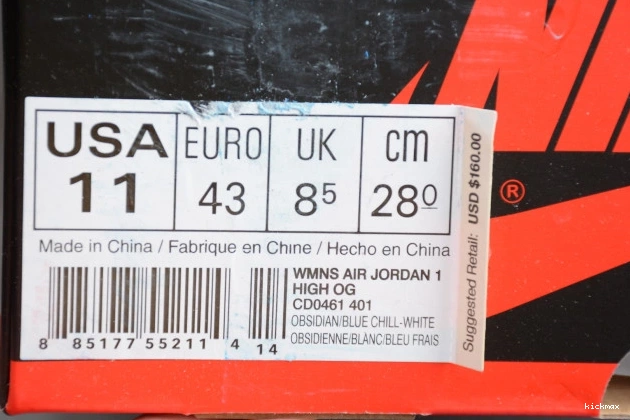 USA EURO UK cm
11 43 8⁵ 28⁰
Made in China / Fabrique en Chine / Hecho en China
WMNS AIR JORDAN 1
HIGH OG
CD0461 401
OBSIDIAN/BLUE CHILL-WHITE
OBSIDIENNE/BLANC/BLEU FRAIS
8 85177 55211 4 14
Suggested Retail: USD $160.00
®
kickmax